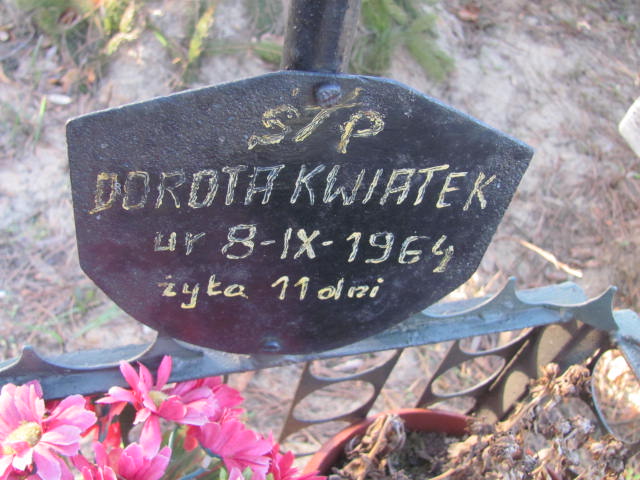 Ś/P
DOROTA KWIATEK
ur 8-IX-1964
żyła 11 dni